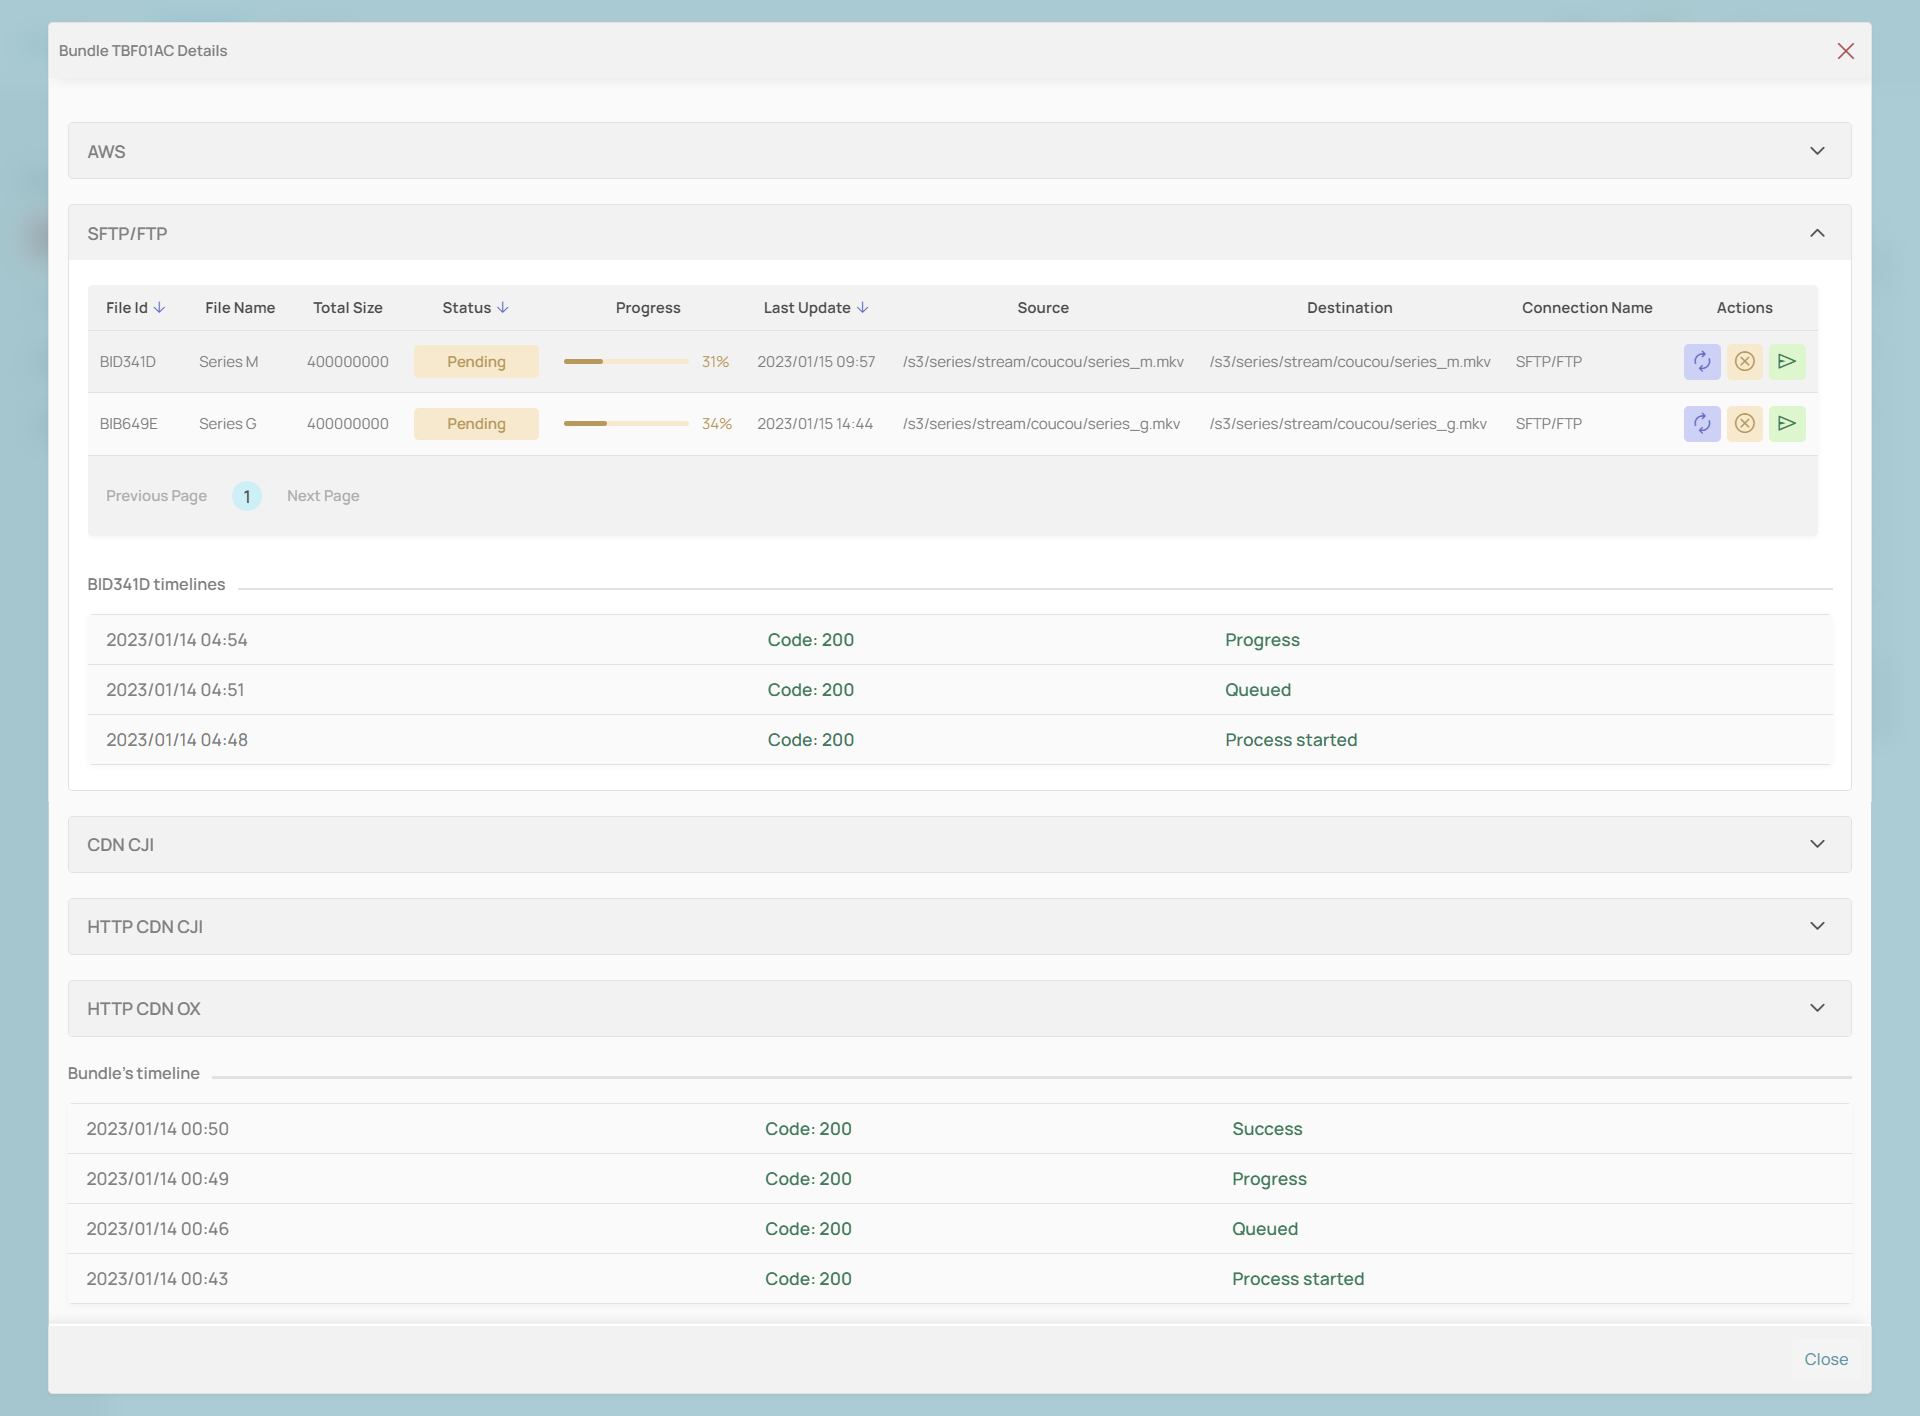 Bundle TBF01AC Details
AWS
SFTP/FTP
File Id File Name Total Size Status Progress Last Update Source Destination Connection Name Actions
BID341D Series M 400000000 Pending 31% 2023/01/15 09:57 /s3/series/stream/coucou/series_m.mkv /s3/series/stream/coucou/series_m.mkv SFTP/FTP
BIB649E Series G 400000000 Pending 34% 2023/01/15 14:44 /s3/series/stream/coucou/series_g.mkv /s3/series/stream/coucou/series_g.mkv SFTP/FTP
Previous Page 1 Next Page
BID341D timelines
2023/01/14 04:54 Code: 200 Progress
2023/01/14 04:51 Code: 200 Queued
2023/01/14 04:48 Code: 200 Process started
CDN CJI
HTTP CDN CJI
HTTP CDN OX
Bundle's timeline
2023/01/14 00:50 Code: 200 Success
2023/01/14 00:49 Code: 200 Progress
2023/01/14 00:46 Code: 200 Queued
2023/01/14 00:43 Code: 200 Process started
Close